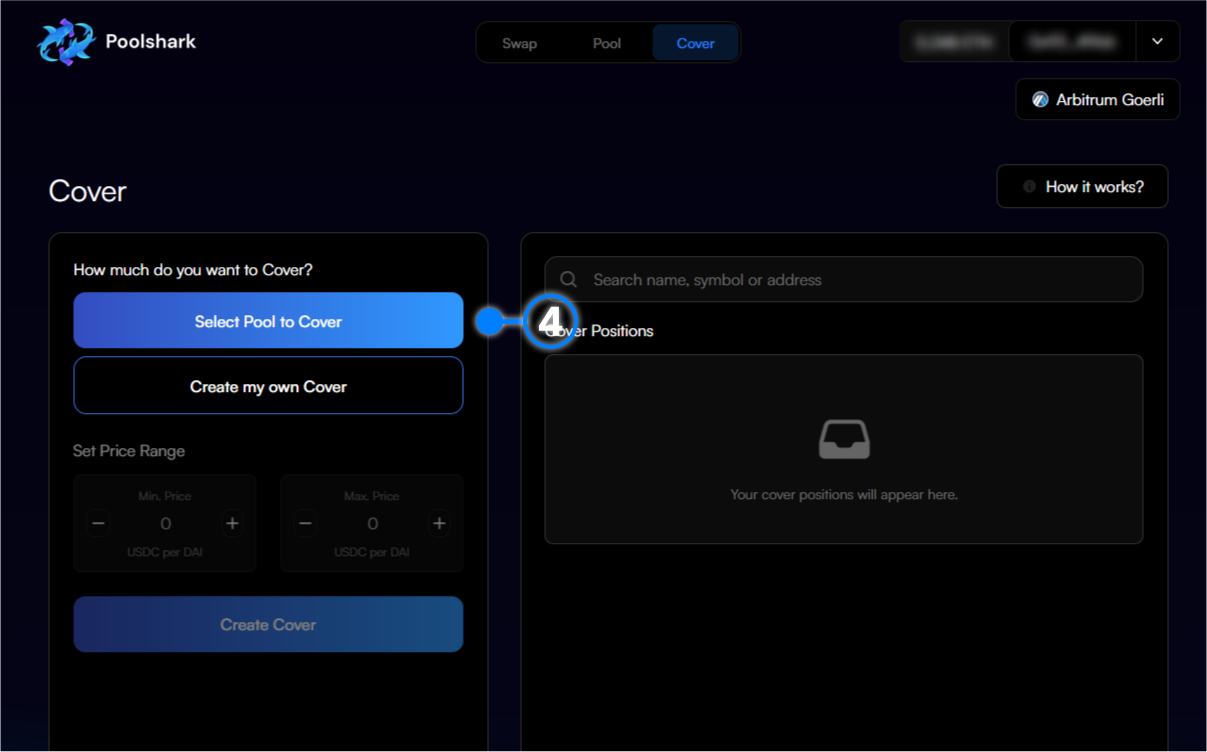 Poolshark
Swap
Pool
Cover
Arbitrum Goerli
Cover
How it works?
How much do you want to Cover?
Select Pool to Cover
Create my own Cover
Set Price Range
Min. Price
0
USDC per DAI
Max. Price
0
USDC per DAI
Create Cover
4
Search name, symbol or address
Cover Positions
Your cover positions will appear here.